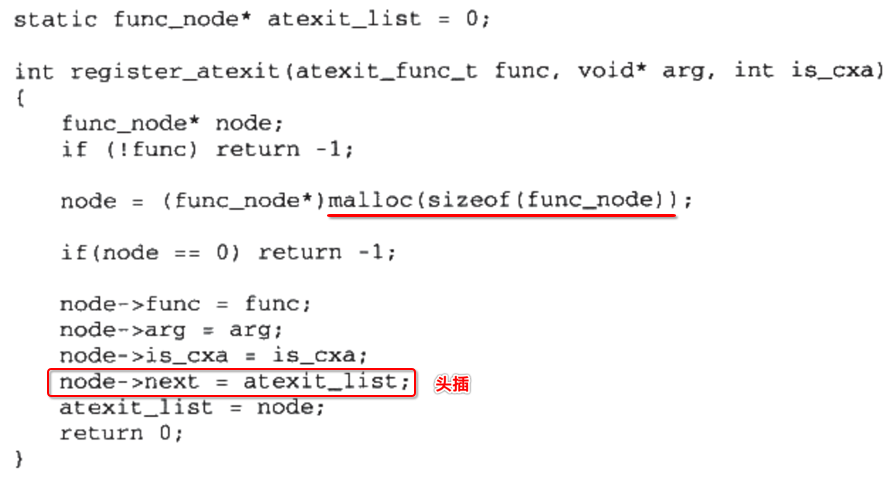 static func_node* atexit_list = 0;
int register_atexit(atexit_func_t func, void* arg, int is_cxa)
{
func_node* node;
if (!func) return -1;
node = (func_node*)malloc(sizeof(func_node));
if(node == 0) return -1;
node->func = func;
node->arg = arg;
node->is_cxa = is_cxa;
node->next = atexit_list; 头插
atexit_list = node;
return 0;
}